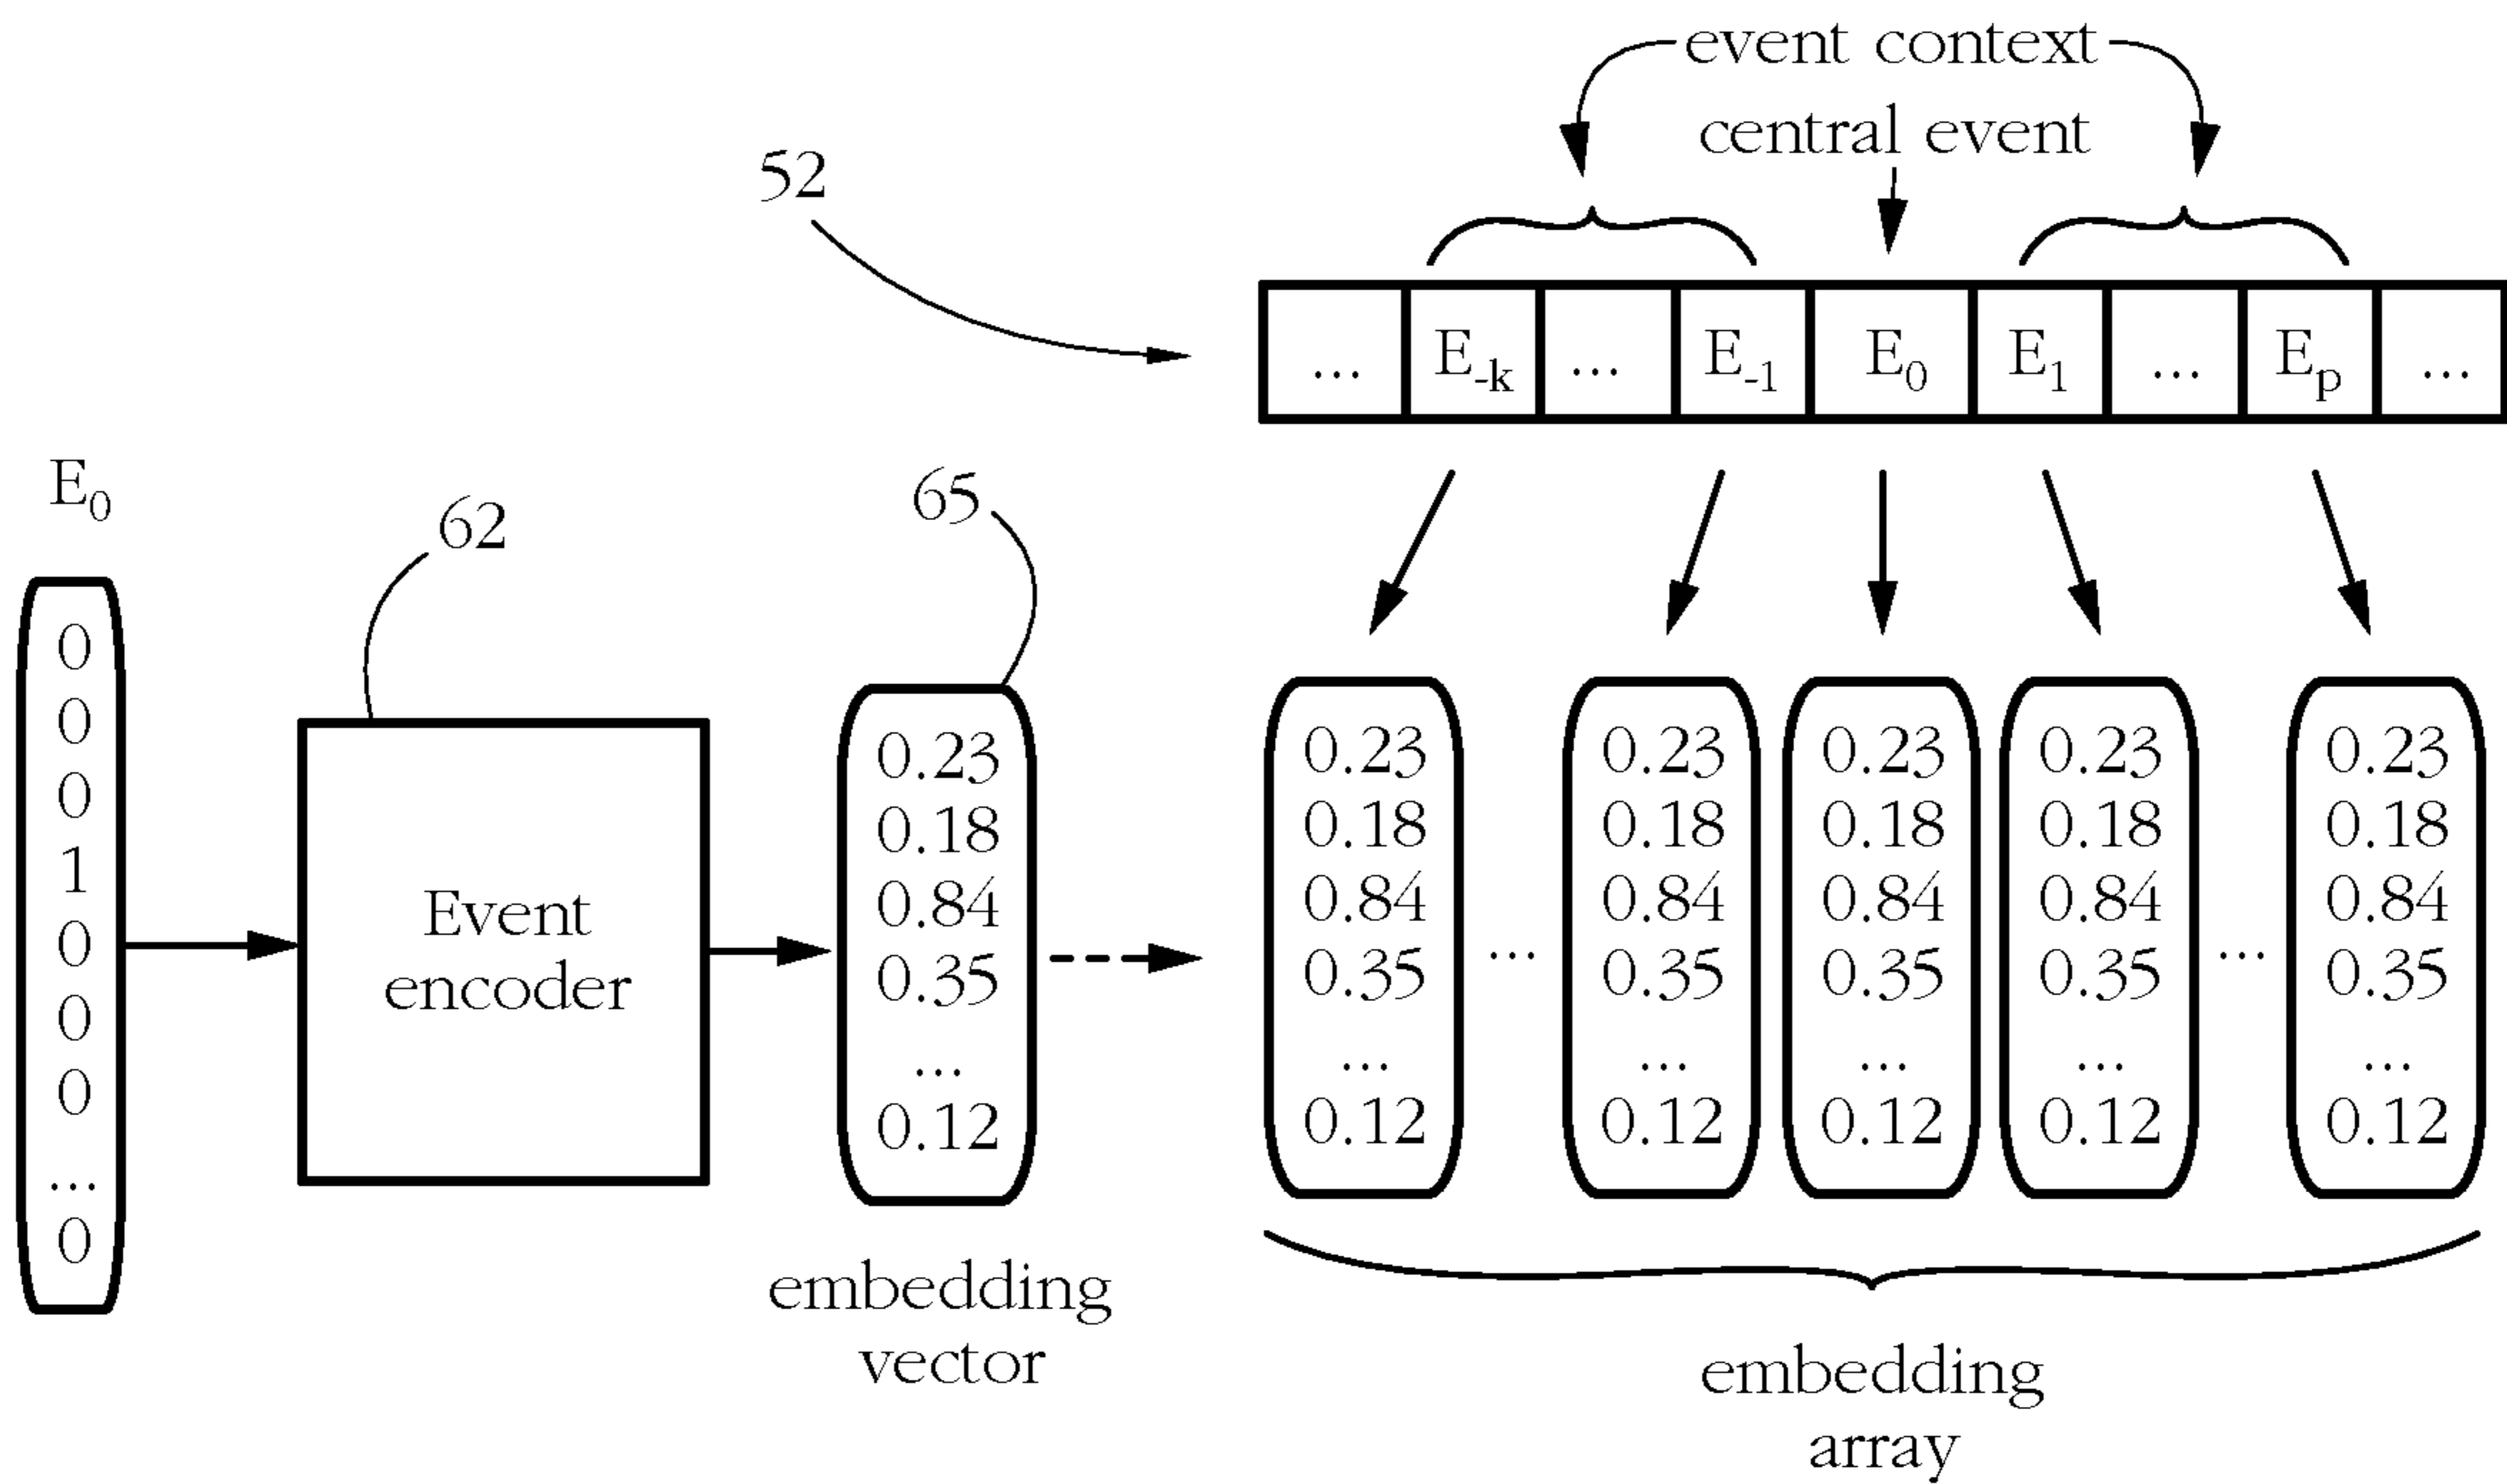 event context
central event
52
... E-k ... E-1 E0 E1 ... Ep ...
E0
62
65
0
0
0
1
0
0
0
...
0
Event
encoder
0.23
0.18
0.84
0.35
...
0.12
embedding
vector
0.23 0.23 0.23 0.23 0.23
0.18 0.18 0.18 0.18 0.18
0.84 0.84 0.84 0.84 0.84
0.35 ... 0.35 0.35 0.35 ... 0.35
... ... ... ... ...
0.12 0.12 0.12 0.12 0.12
embedding
array